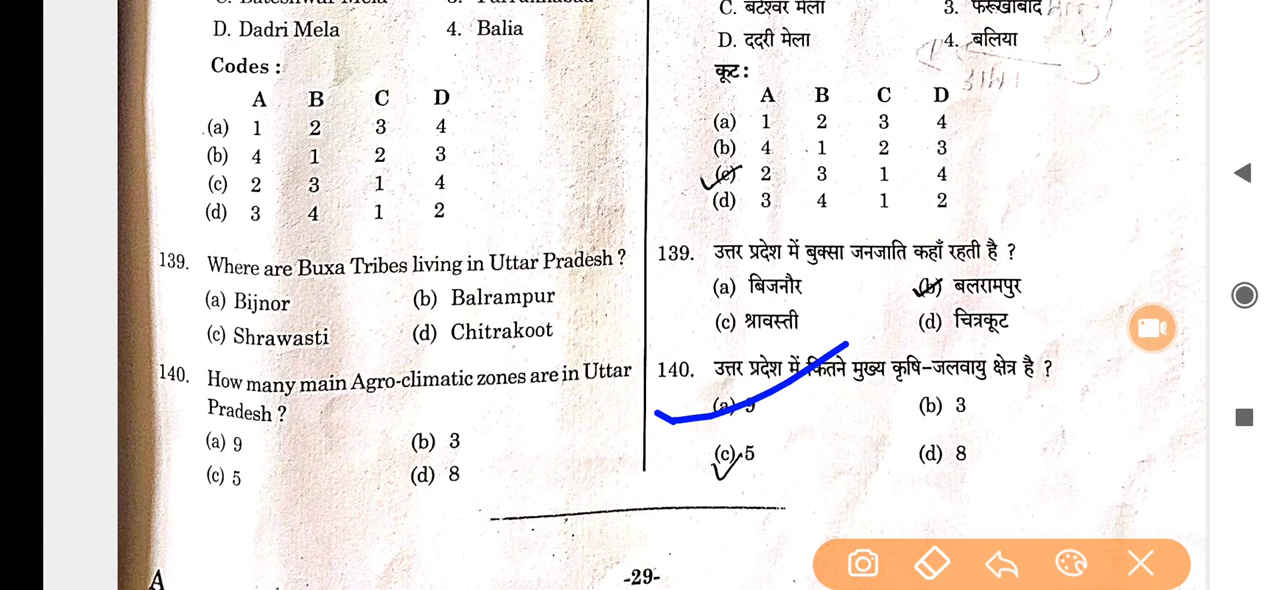 D. Dadri Mela 4. Balia
Codes :
A B C D
(a) 1 2 3 4
(b) 4 1 2 3
(c) 2 3 1 4
(d) 3 4 1 2
139. Where are Buxa Tribes living in Uttar Pradesh ?
(a) Bijnor (b) Balrampur
(c) Shrawasti (d) Chitrakoot
140. How many main Agro-climatic zones are in Uttar
Pradesh ?
(a) 9 (b) 3
(c) 5 (d) 8
C. बटेश्वर मेला 3. फर्रूखाबाद
D. ददरी मेला 4. बलिया
कूट :
A B C D
(a) 1 2 3 4
(b) 4 1 2 3
(c) 2 3 1 4
(d) 3 4 1 2
139. उत्तर प्रदेश में बुक्सा जनजाति कहाँ रहती है ?
(a) बिजनौर (b) बलरामपुर
(c) श्रावस्ती (d) चित्रकूट
140. उत्तर प्रदेश में कितने मुख्य कृषि-जलवायु क्षेत्र है ?
(a) 9 (b) 3
(c) 5 (d) 8
A -29-